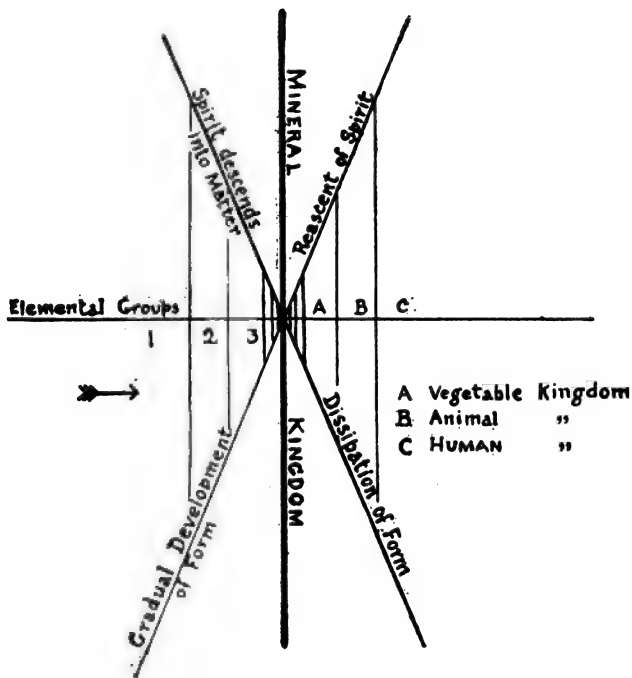 MINERAL
Spirit descends
into Matter
Reascent of Spirit
Elemental Groups
1
2
3
A
B
C
A Vegetable Kingdom
B Animal "
C HUMAN "
KINGDOM
Gradual Development
of Form
Dissipation of Form